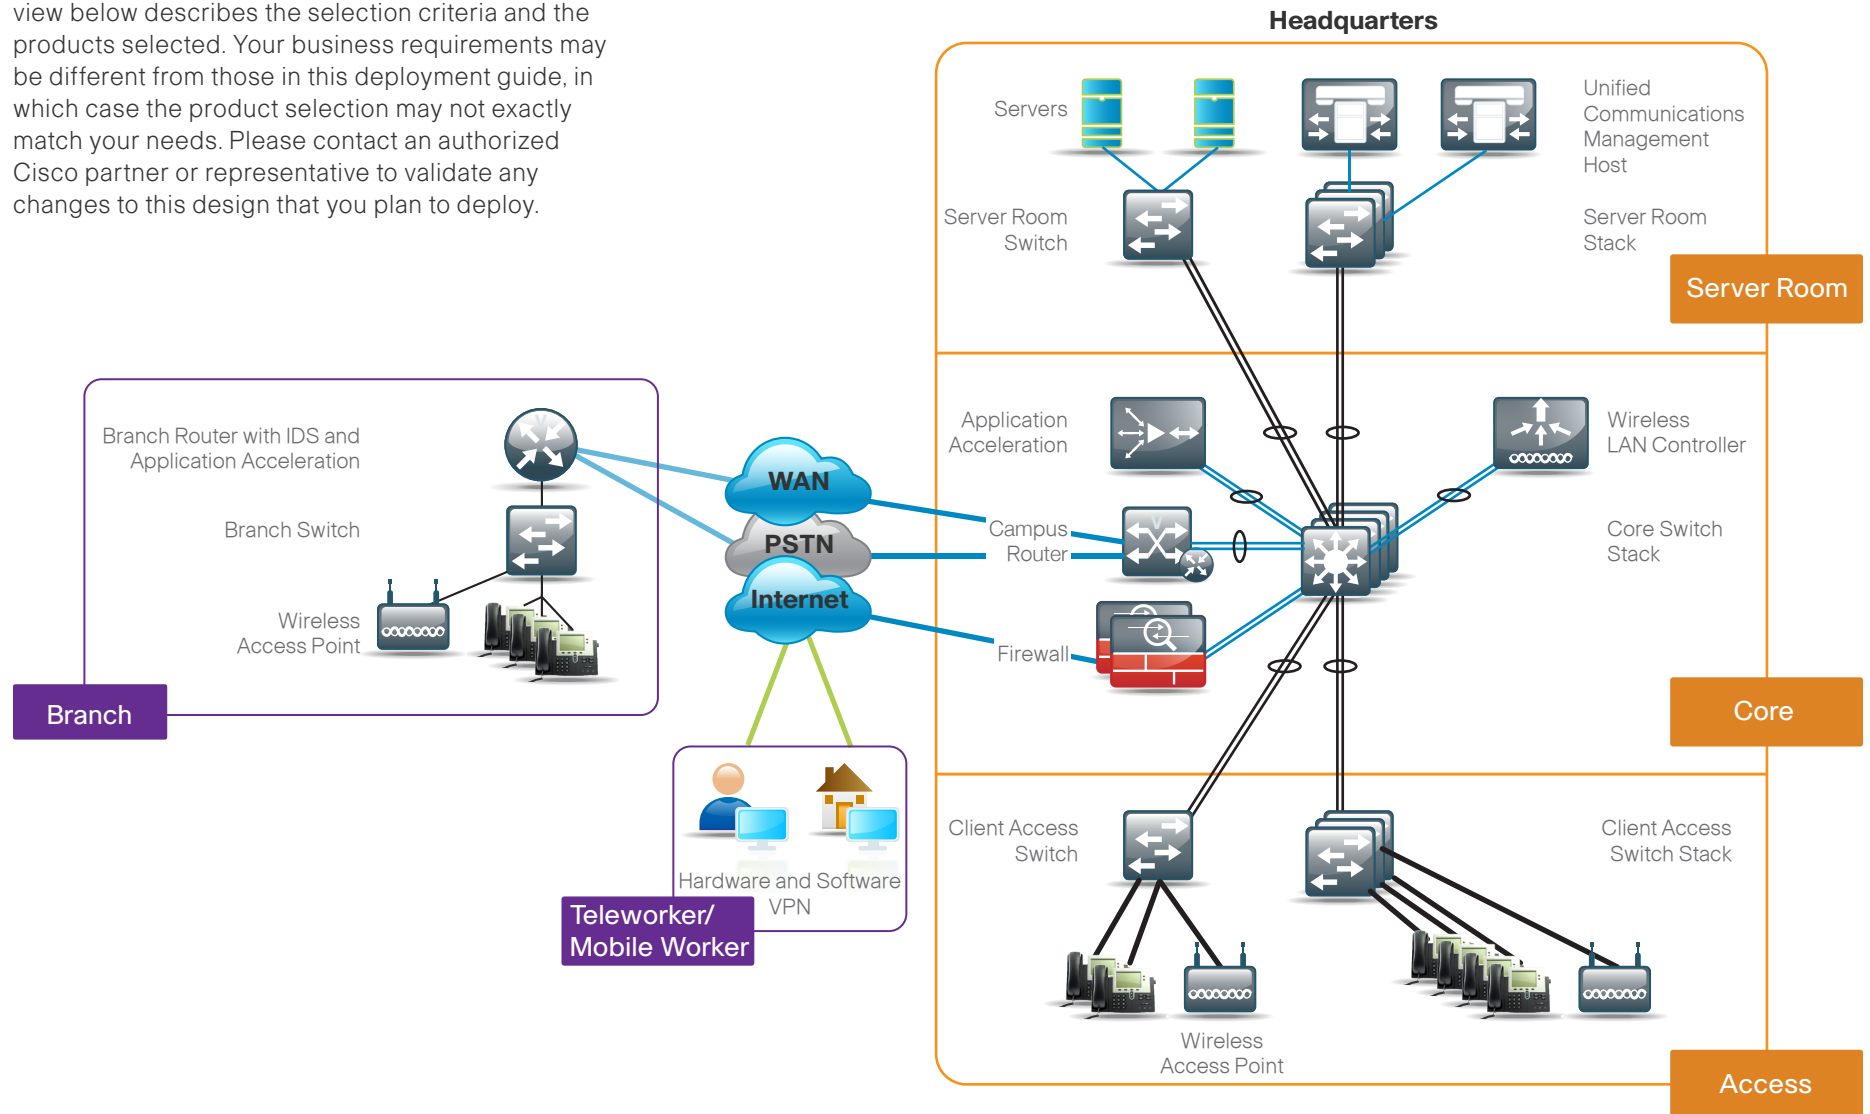 view below describes the selection criteria and the
products selected. Your business requirements may
be different from those in this deployment guide, in
which case the product selection may not exactly
match your needs. Please contact an authorized
Cisco partner or representative to validate any
changes to this design that you plan to deploy.
Headquarters
Servers
Unified
Communications
Management
Host
Server Room
Switch
Server Room
Stack
Server Room
Branch Router with IDS and
Application Acceleration
Branch Switch
Wireless
Access Point
Branch
WAN
PSTN
Internet
Hardware and Software
VPN
Teleworker/
Mobile Worker
Application
Acceleration
Wireless
LAN Controller
Campus
Router
V
V
Core Switch
Stack
Firewall
Core
Client Access
Switch
Client Access
Switch Stack
Wireless
Access Point
Access